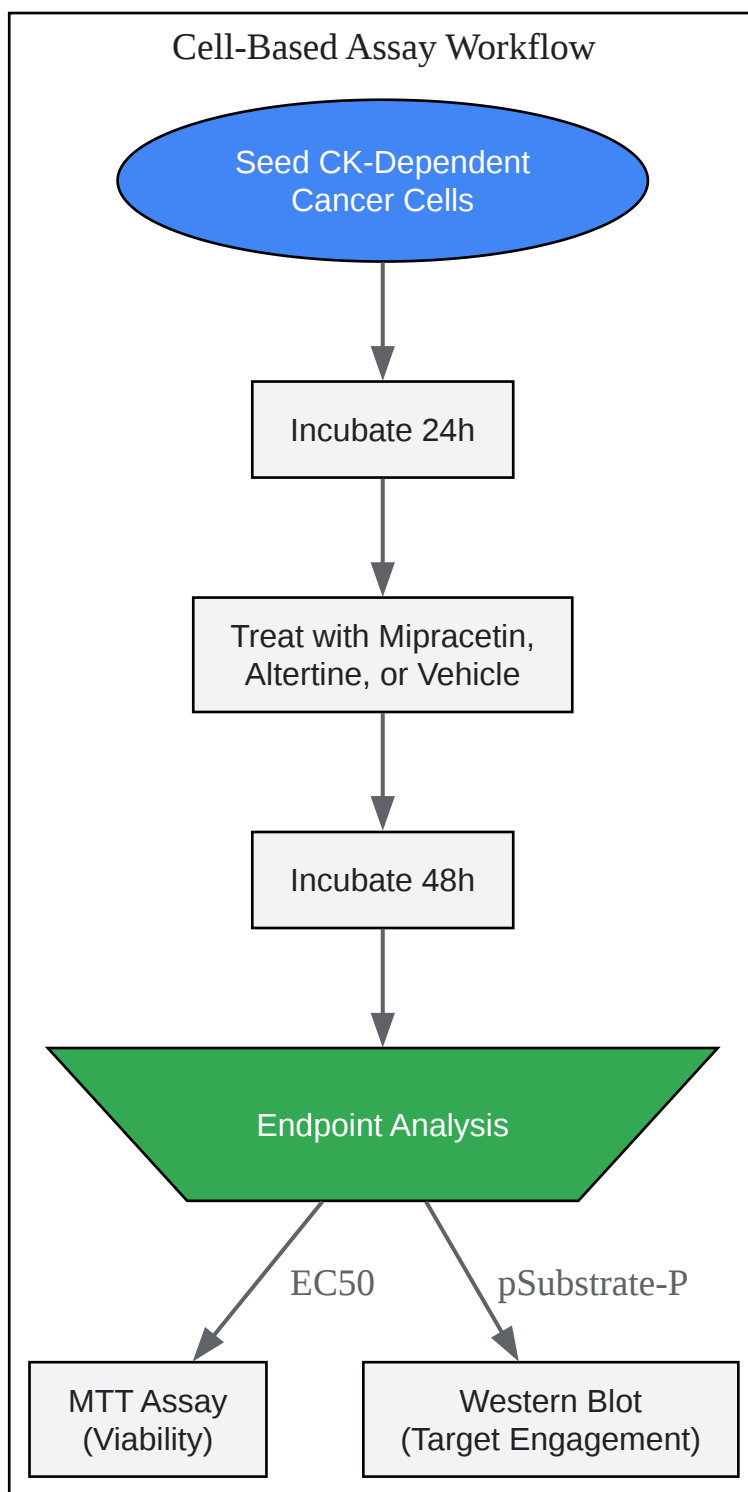 Cell-Based Assay Workflow
Seed CK-Dependent
Cancer Cells
Incubate 24h
Treat with Mipracetin,
Altertine, or Vehicle
Incubate 48h
Endpoint Analysis
EC50
pSubstrate-P
MTT Assay
(Viability)
Western Blot
(Target Engagement)